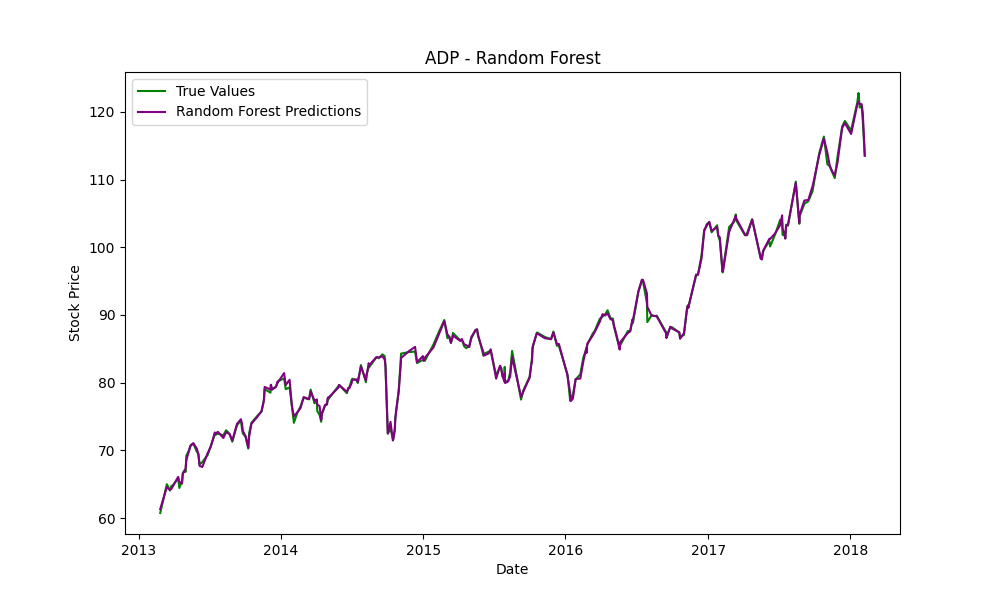 ADP - Random Forest
True Values
Random Forest Predictions
Stock Price
120
110
100
90
80
70
60
2013
2014
2015
2016
2017
2018
Date